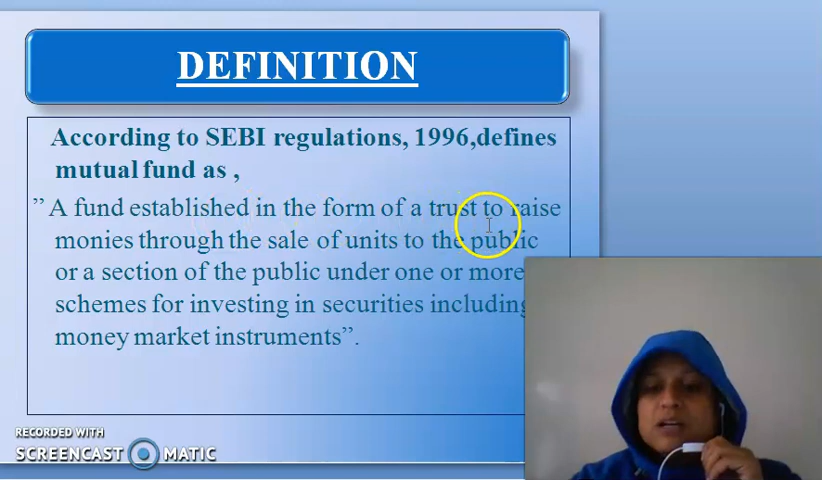 DEFINITION
According to SEBI regulations, 1996,defines
mutual fund as ,
” A fund established in the form of a trust to raise
monies through the sale of units to the public
or a section of the public under one or more
schemes for investing in securities including
money market instruments”.
RECORDED WITH
SCREENCAST MATIC